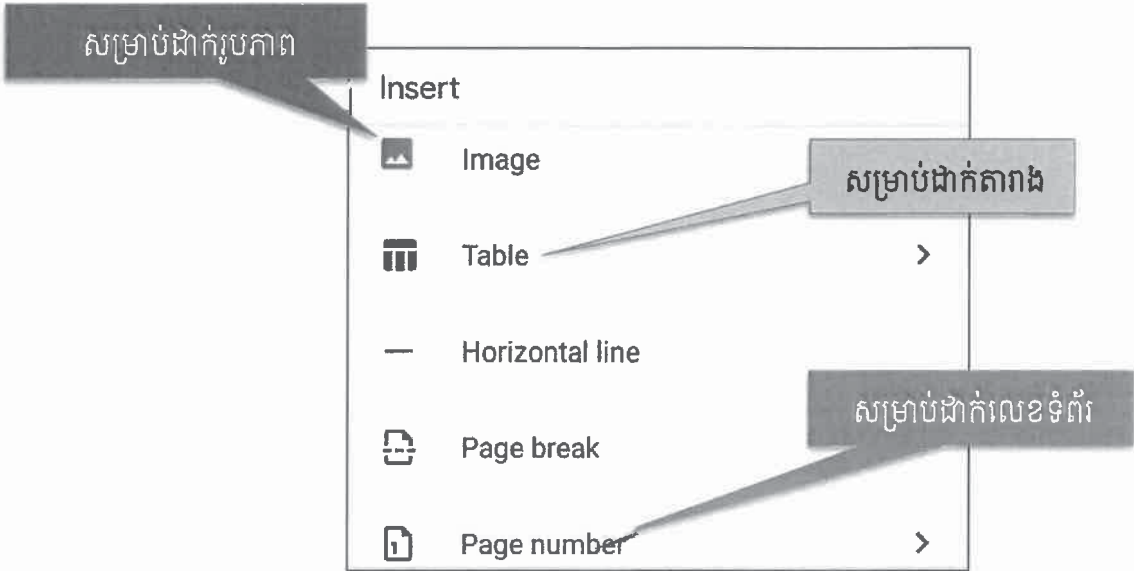 សម្រាប់ដាក់រូបភាព
Insert
Image
សម្រាប់ដាក់តារាង
Table
Horizontal line
សម្រាប់ដាក់លេខទំព័រ
Page break
Page number